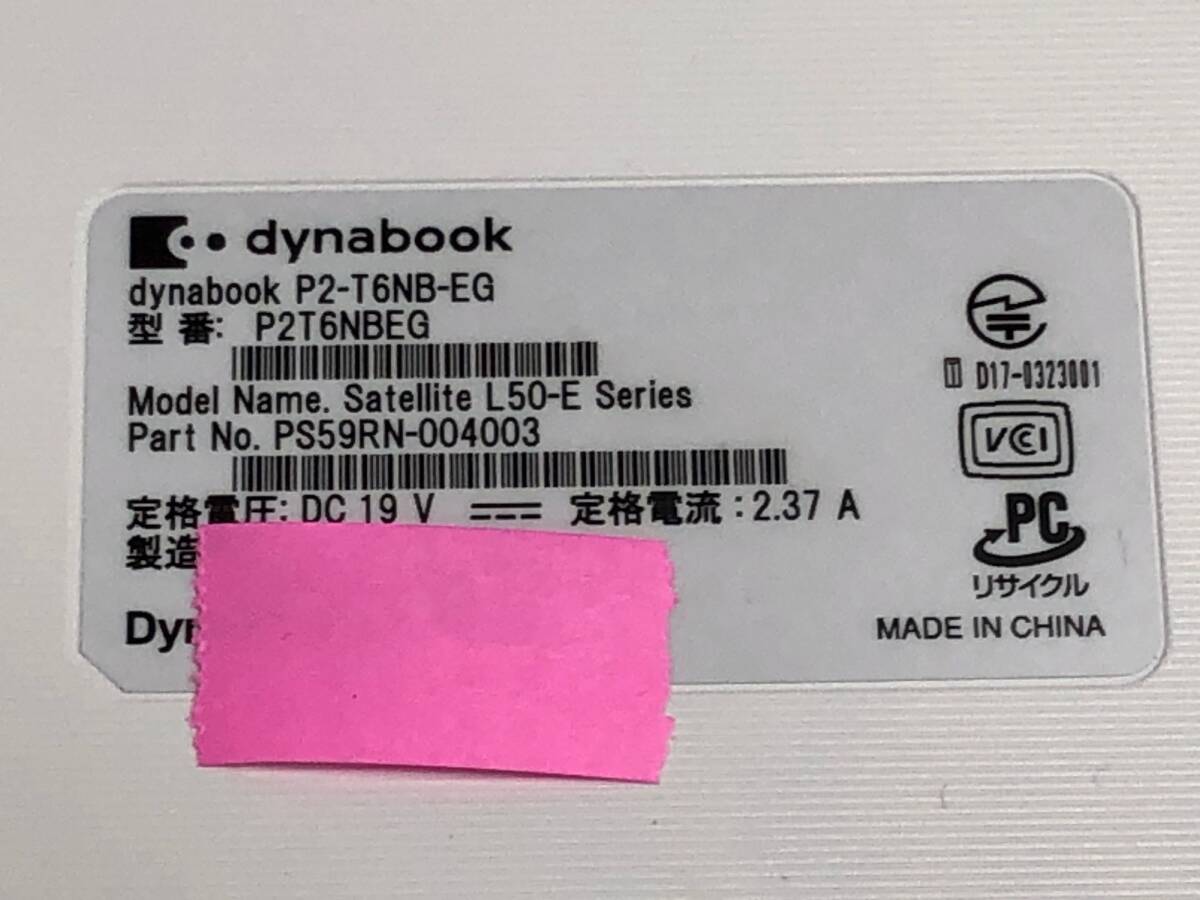 dynabook
dynabook P2-T6NB-EG
型 番: P2T6NBEG
Model Name. Satellite L50-E Series
Part No. PS59RN-004003
定格電圧: DC 19 V 定格電流：2.37 A
製造
Dyn
T D17-0323001
VCCI
PC
リサイクル
MADE IN CHINA